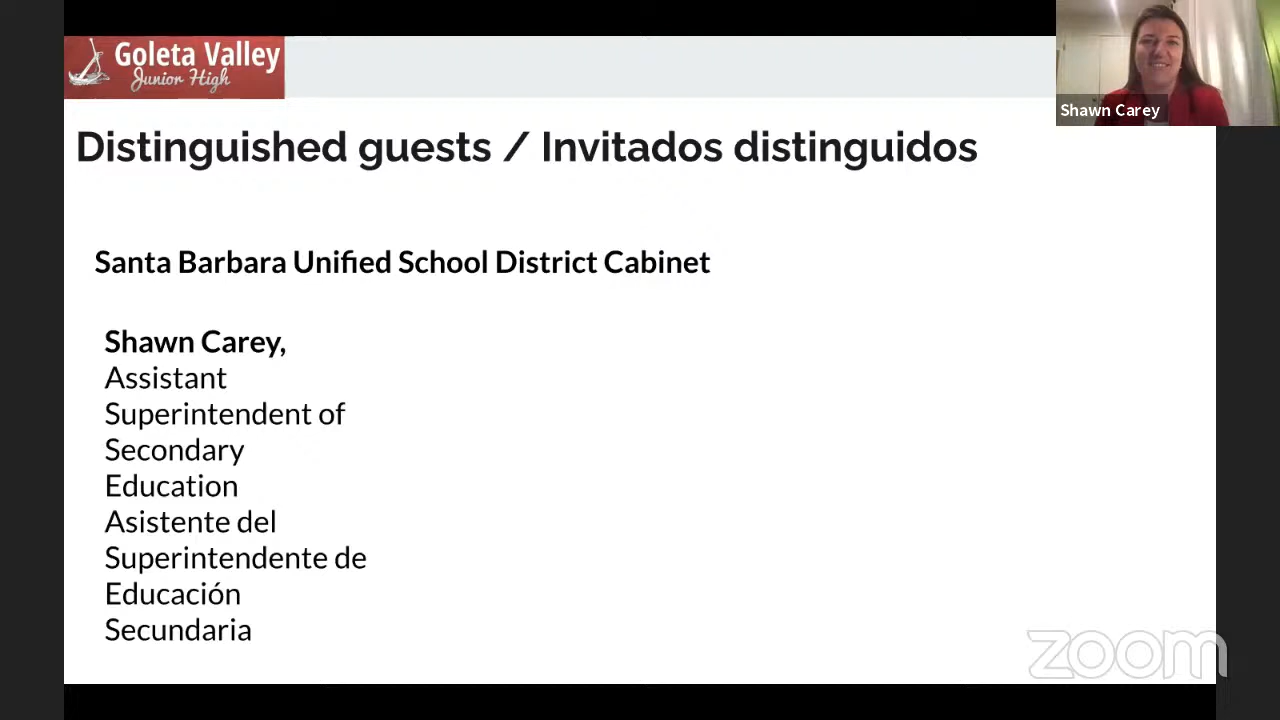 Goleta Valley
Junior High
Shawn Carey
Distinguished guests / Invitados distinguidos
Santa Barbara Unified School District Cabinet
Shawn Carey,
Assistant
Superintendent of
Secondary
Education
Asistente del
Superintendente de
Educación
Secundaria
zoom